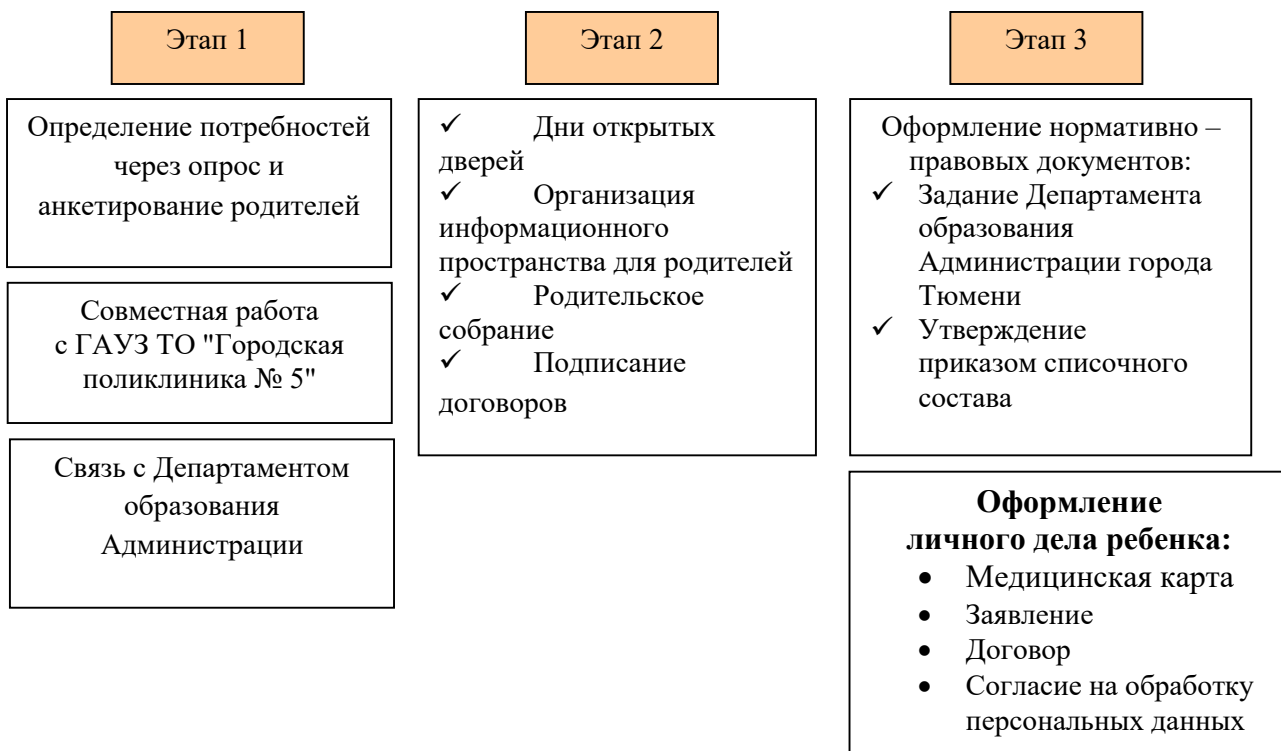 Этап 1
Определение потребностей
через опрос и
анкетирование родителей
Совместная работа
с ГАУЗ ТО "Городская
поликлиника № 5"
Связь с Департаментом
образования
Администрации
Этап 2
✓ Дни открытых
дверей
✓ Организация
информационного
пространства для родителей
✓ Родительское
собрание
✓ Подписание
договоров
Этап 3
Оформление нормативно –
правовых документов:
✓ Задание Департамента
образования
Администрации города
Тюмени
✓ Утверждение
приказом списочного
состава
Оформление
личного дела ребенка:
• Медицинская карта
• Заявление
• Договор
• Согласие на обработку
персональных данных